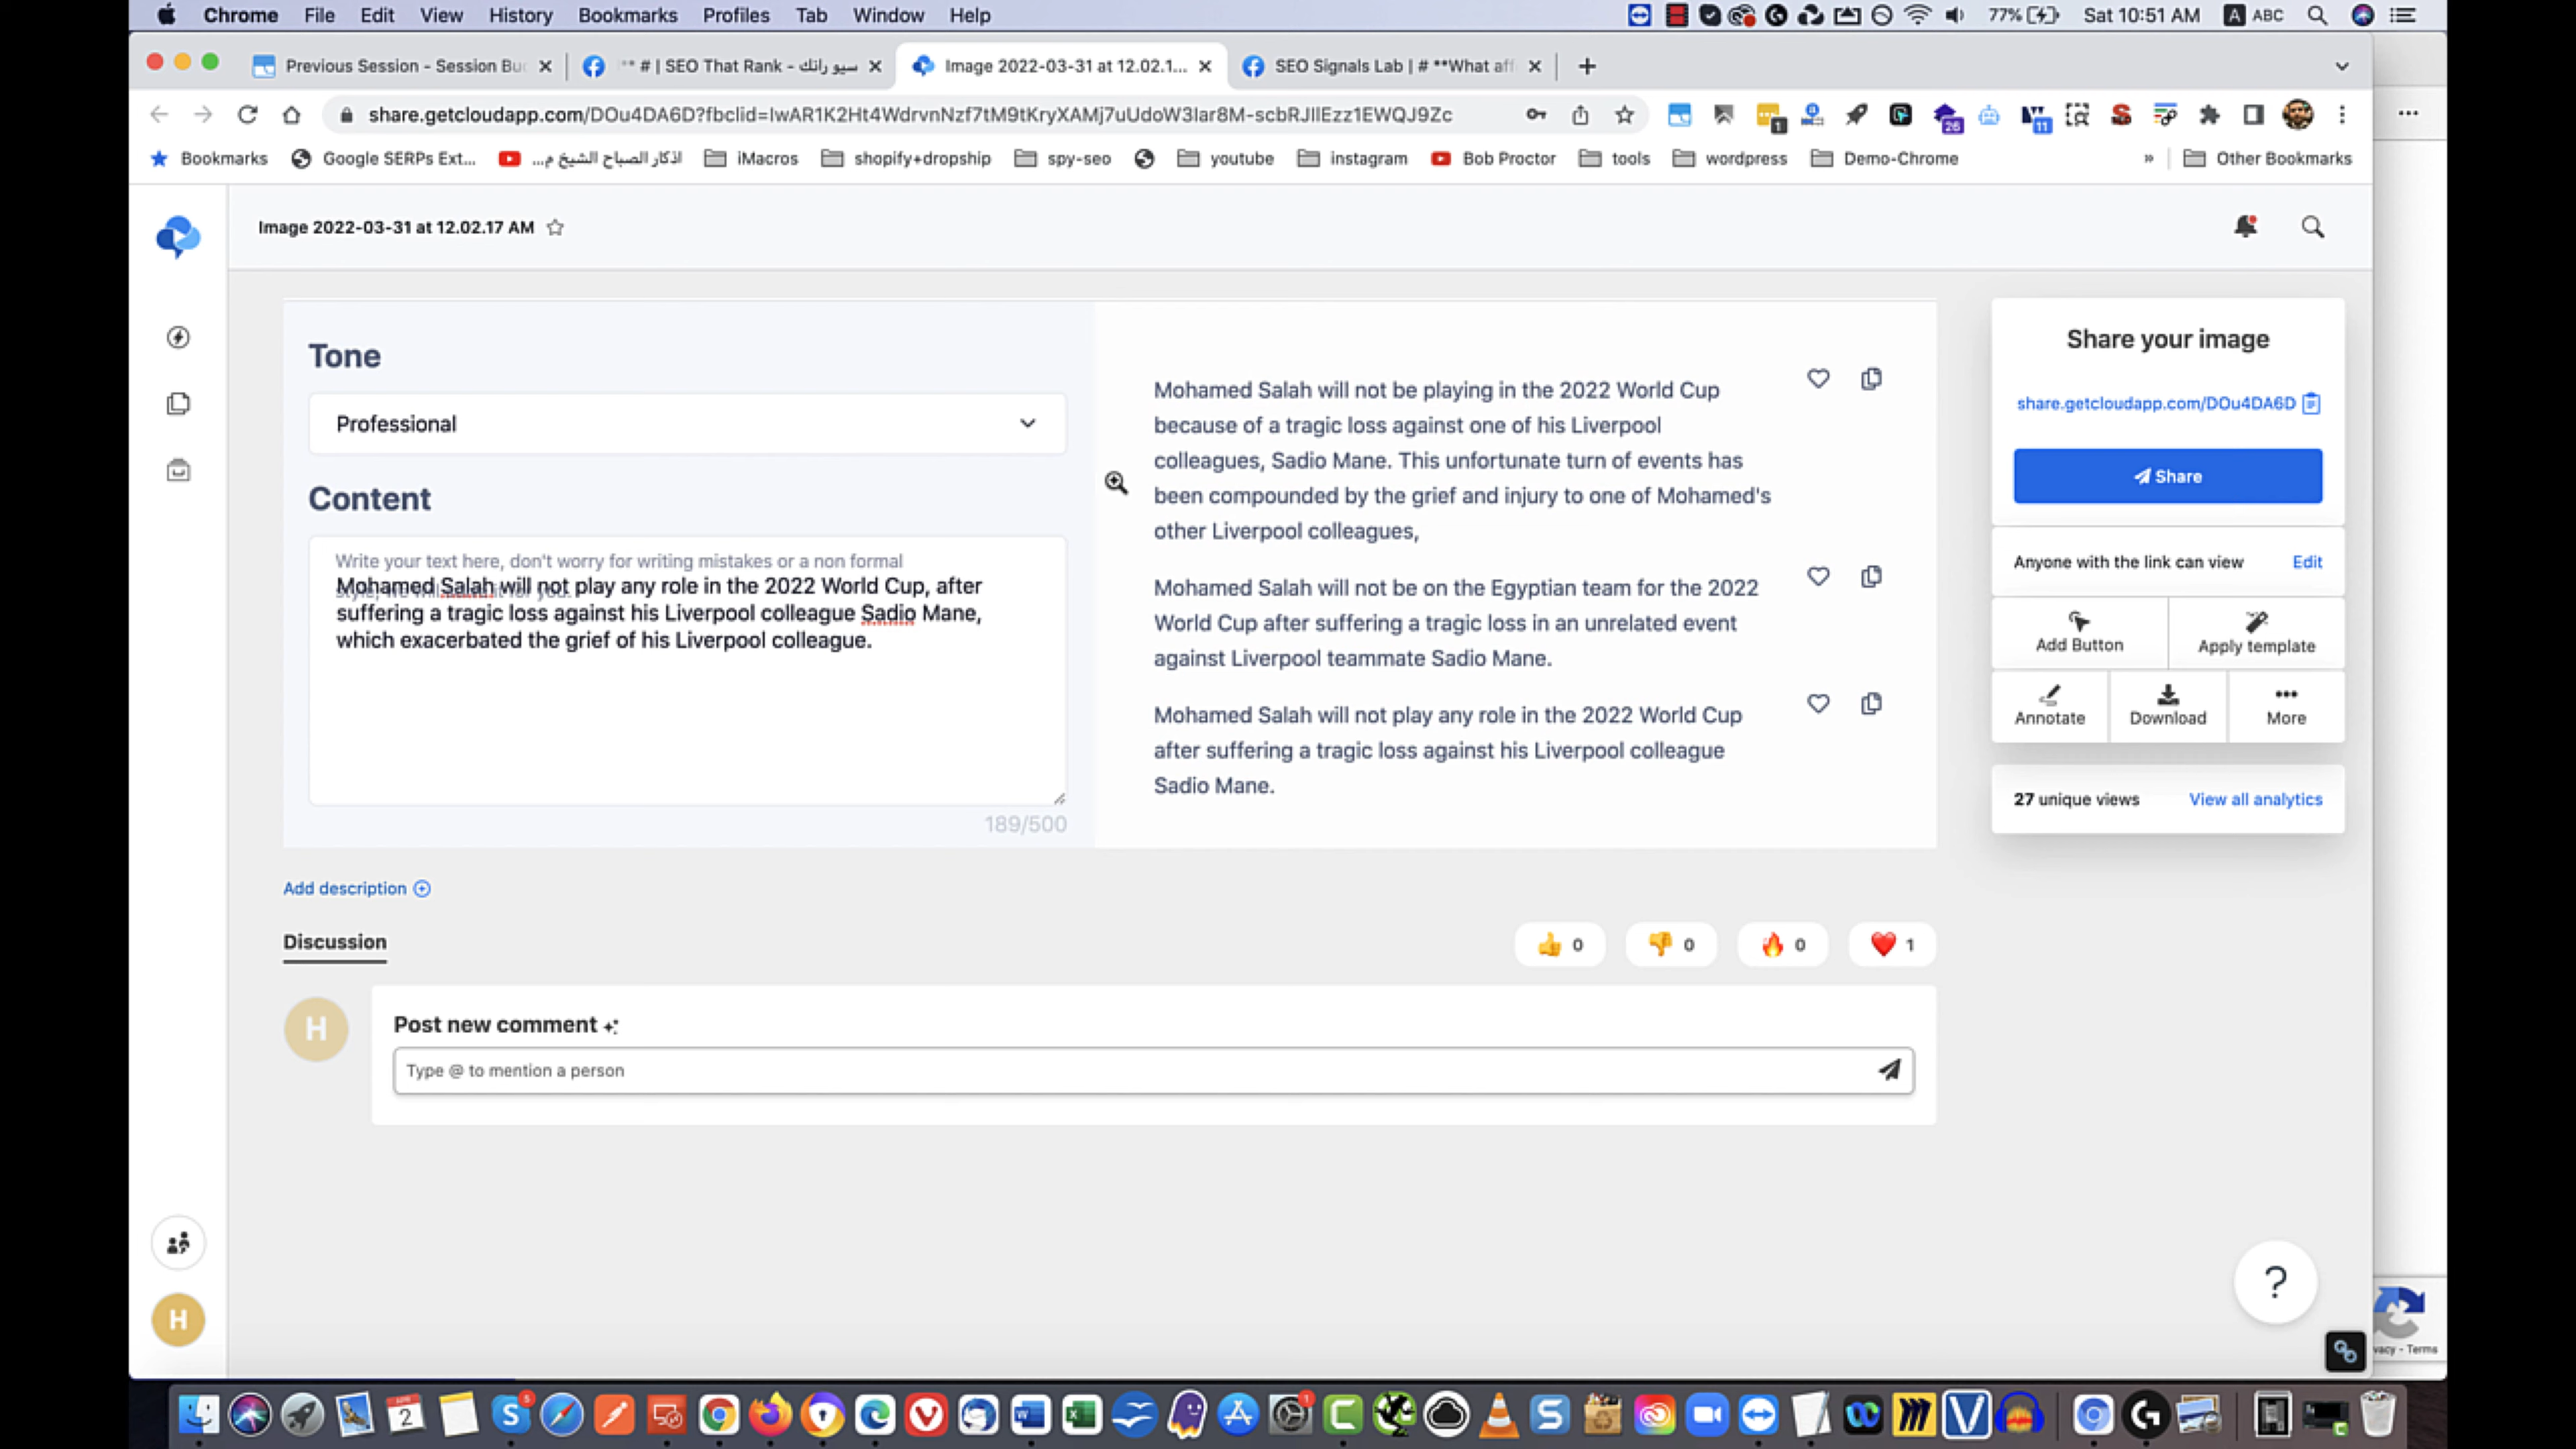 Chrome File Edit View History Bookmarks Profiles Tab Window Help
77% Sat 10:51 AM A ABC
Previous Session - Session Bu
** # | SEO That Rank - سيو رانك
Image 2022-03-31 at 12.02.1...
SEO Signals Lab | # **What aff
share.getcloudapp.com/DOu4DA6D?fbclid=IwAR1K2Ht4WdrvnNzf7tM9tKryXAMj7uUdoW3Iar8M-scbRJIlEzz1EWQJ9Zc
1
26
11
Bookmarks Google SERPs Ext... اذكار الصباح الشيخ م... iMacros shopify+dropship spy-seo youtube instagram Bob Proctor tools wordpress Demo-Chrome » Other Bookmarks
Image 2022-03-31 at 12.02.17 AM
Tone
Professional
Content
Write your text here, don't worry for writing mistakes or a non formal
Mohamed Salah will not play any role in the 2022 World Cup, after
suffering a tragic loss against his Liverpool colleague Sadio Mane,
which exacerbated the grief of his Liverpool colleague.
189/500
Mohamed Salah will not be playing in the 2022 World Cup
because of a tragic loss against one of his Liverpool
colleagues, Sadio Mane. This unfortunate turn of events has
been compounded by the grief and injury to one of Mohamed's
other Liverpool colleagues,
Mohamed Salah will not be on the Egyptian team for the 2022
World Cup after suffering a tragic loss in an unrelated event
against Liverpool teammate Sadio Mane.
Mohamed Salah will not play any role in the 2022 World Cup
after suffering a tragic loss against his Liverpool colleague
Sadio Mane.
Share your image
share.getcloudapp.com/DOu4DA6D
Share
Anyone with the link can view Edit
Add Button Apply template
Annotate Download More
27 unique views View all analytics
Add description
Discussion
0 0 0 1
H
Post new comment
Type @ to mention a person
H
?
vacy - Terms
2
5
1